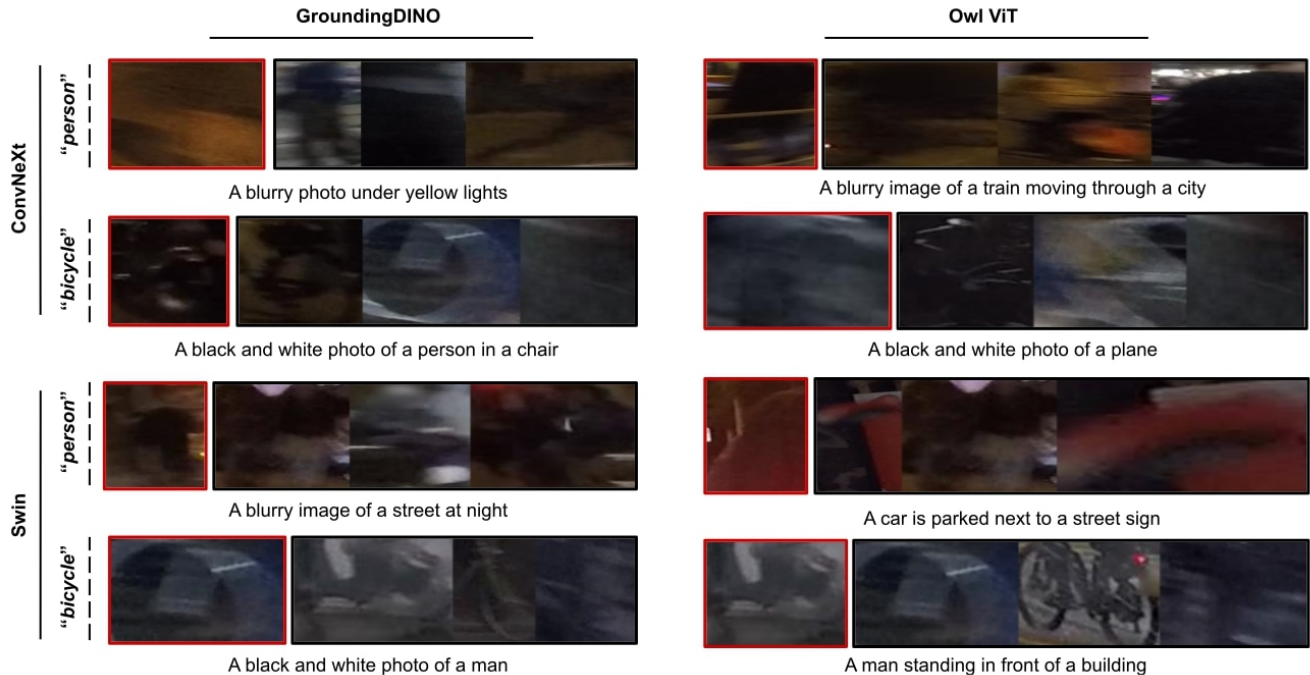 GroundingDINO
Owl ViT
ConvNeXt
“person”
A blurry photo under yellow lights
A blurry image of a train moving through a city
“bicycle”
A black and white photo of a person in a chair
A black and white photo of a plane
Swin
“person”
A blurry image of a street at night
A car is parked next to a street sign
“bicycle”
A black and white photo of a man
A man standing in front of a building